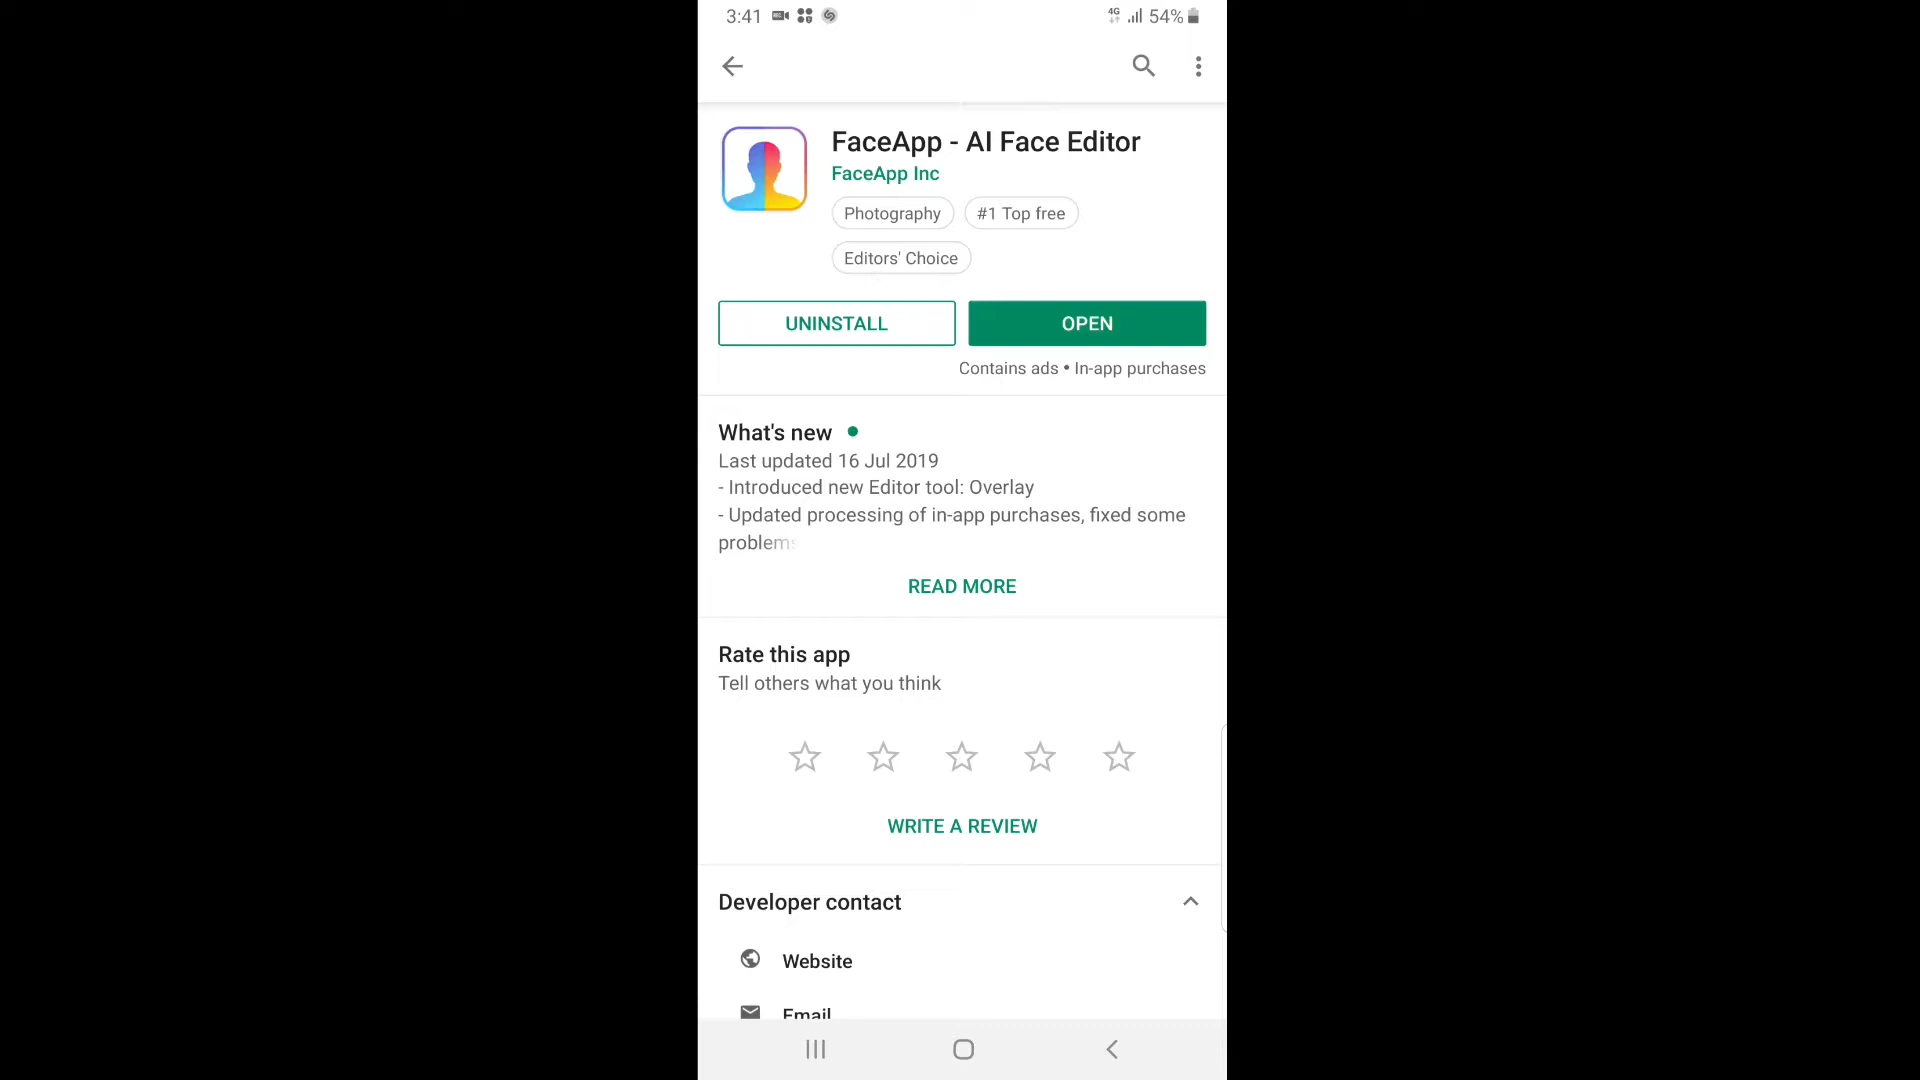 3:41
4G
54%
FaceApp - AI Face Editor
FaceApp Inc
Photography
#1 Top free
Editors' Choice
UNINSTALL
OPEN
Contains ads • In-app purchases
What's new
Last updated 16 Jul 2019
- Introduced new Editor tool: Overlay
- Updated processing of in-app purchases, fixed some
problems
READ MORE
Rate this app
Tell others what you think
WRITE A REVIEW
Developer contact
Website
Email